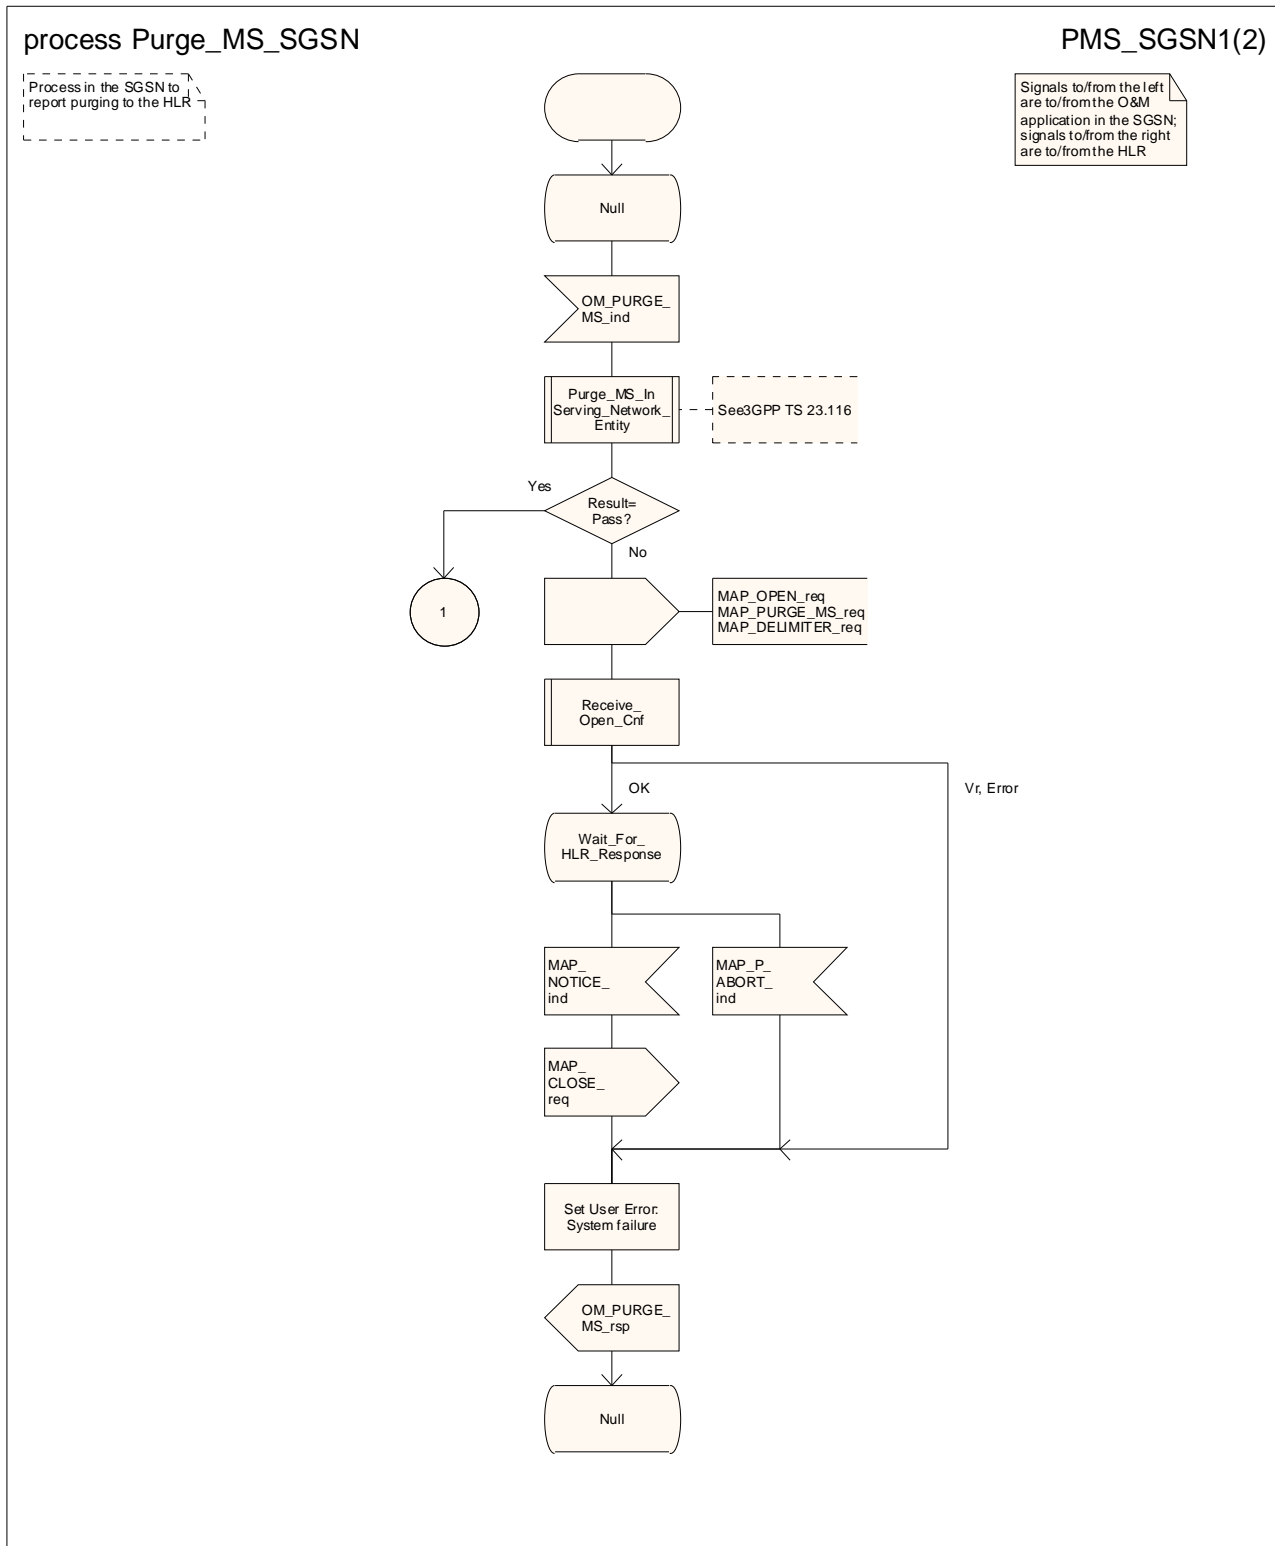 process Purge_MS_SGSN
PMS_SGSN1(2)
Process in the SGSN to
report purging to the HLR
Signals to/from the left
are to/from the O&M
application in the SGSN;
signals to/from the right
are to/from the HLR
Null
OM_PURGE_
MS_ind
Purge_MS_In
Serving_Network_
Entity
See3GPP TS 23.116
Yes
Result=
Pass?
No
1
MAP_OPEN_req
MAP_PURGE_MS_req
MAP_DELIMITER_req
Receive_
Open_Cnf
OK
Vr, Error
Wait_For_
HLR_Response
MAP_
NOTICE_
ind
MAP_P_
ABORT_
ind
MAP_
CLOSE_
req
Set User Error:
System failure
OM_PURGE_
MS_rsp
Null